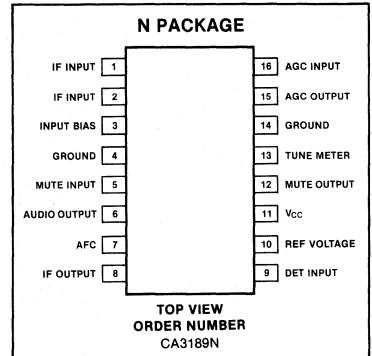 N PACKAGE
IF INPUT 1 16 AGC INPUT
IF INPUT 2 15 AGC OUTPUT
INPUT BIAS 3 14 GROUND
GROUND 4 13 TUNE METER
MUTE INPUT 5 12 MUTE OUTPUT
AUDIO OUTPUT 6 11 VCC
AFC 7 10 REF VOLTAGE
IF OUTPUT 8 9 DET INPUT
TOP VIEW
ORDER NUMBER
CA3189N